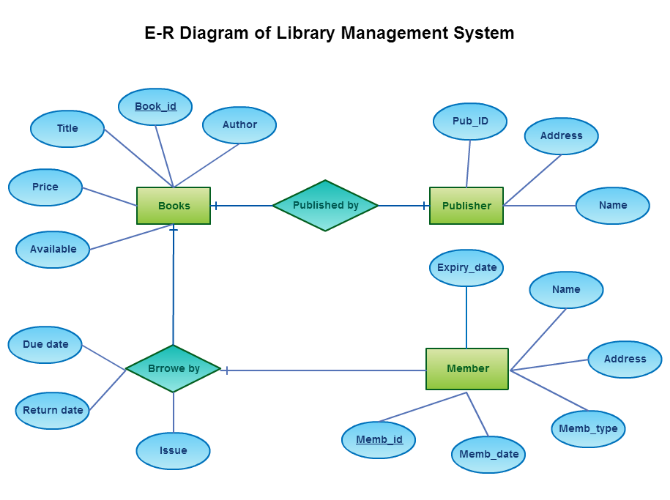 E-R Diagram of Library Management System
Book_id
Title
Author
Pub_ID
Address
Price
Books
Published by
Publisher
Name
Available
Expiry_date
Name
Due date
Brrowe by
Member
Address
Return date
Issue
Memb_id
Memb_date
Memb_type